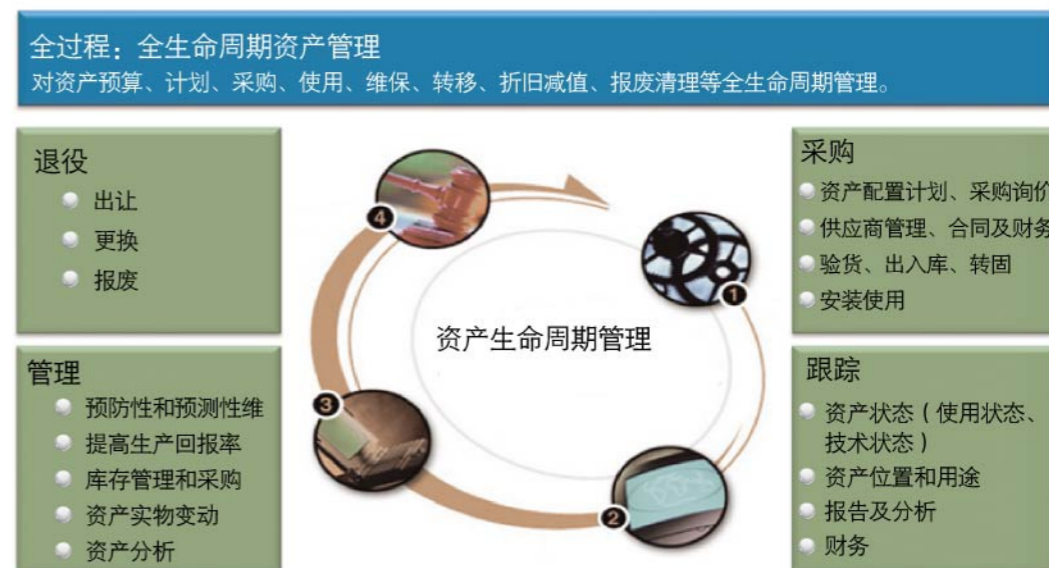 全过程：全生命周期资产管理
对资产预算、计划、采购、使用、维保、转移、折旧减值、报废清理等全生命周期管理。
退役
出让
更换
报废
管理
预防性和预测性维
提高生产回报率
库存管理和采购
资产实物变动
资产分析
4
1
资产生命周期管理
3
2
采购
资产配置计划、采购询价
供应商管理、合同及财务
验货、出入库、转固
安装使用
跟踪
资产状态（使用状态、
技术状态）
资产位置和用途
报告及分析
财务